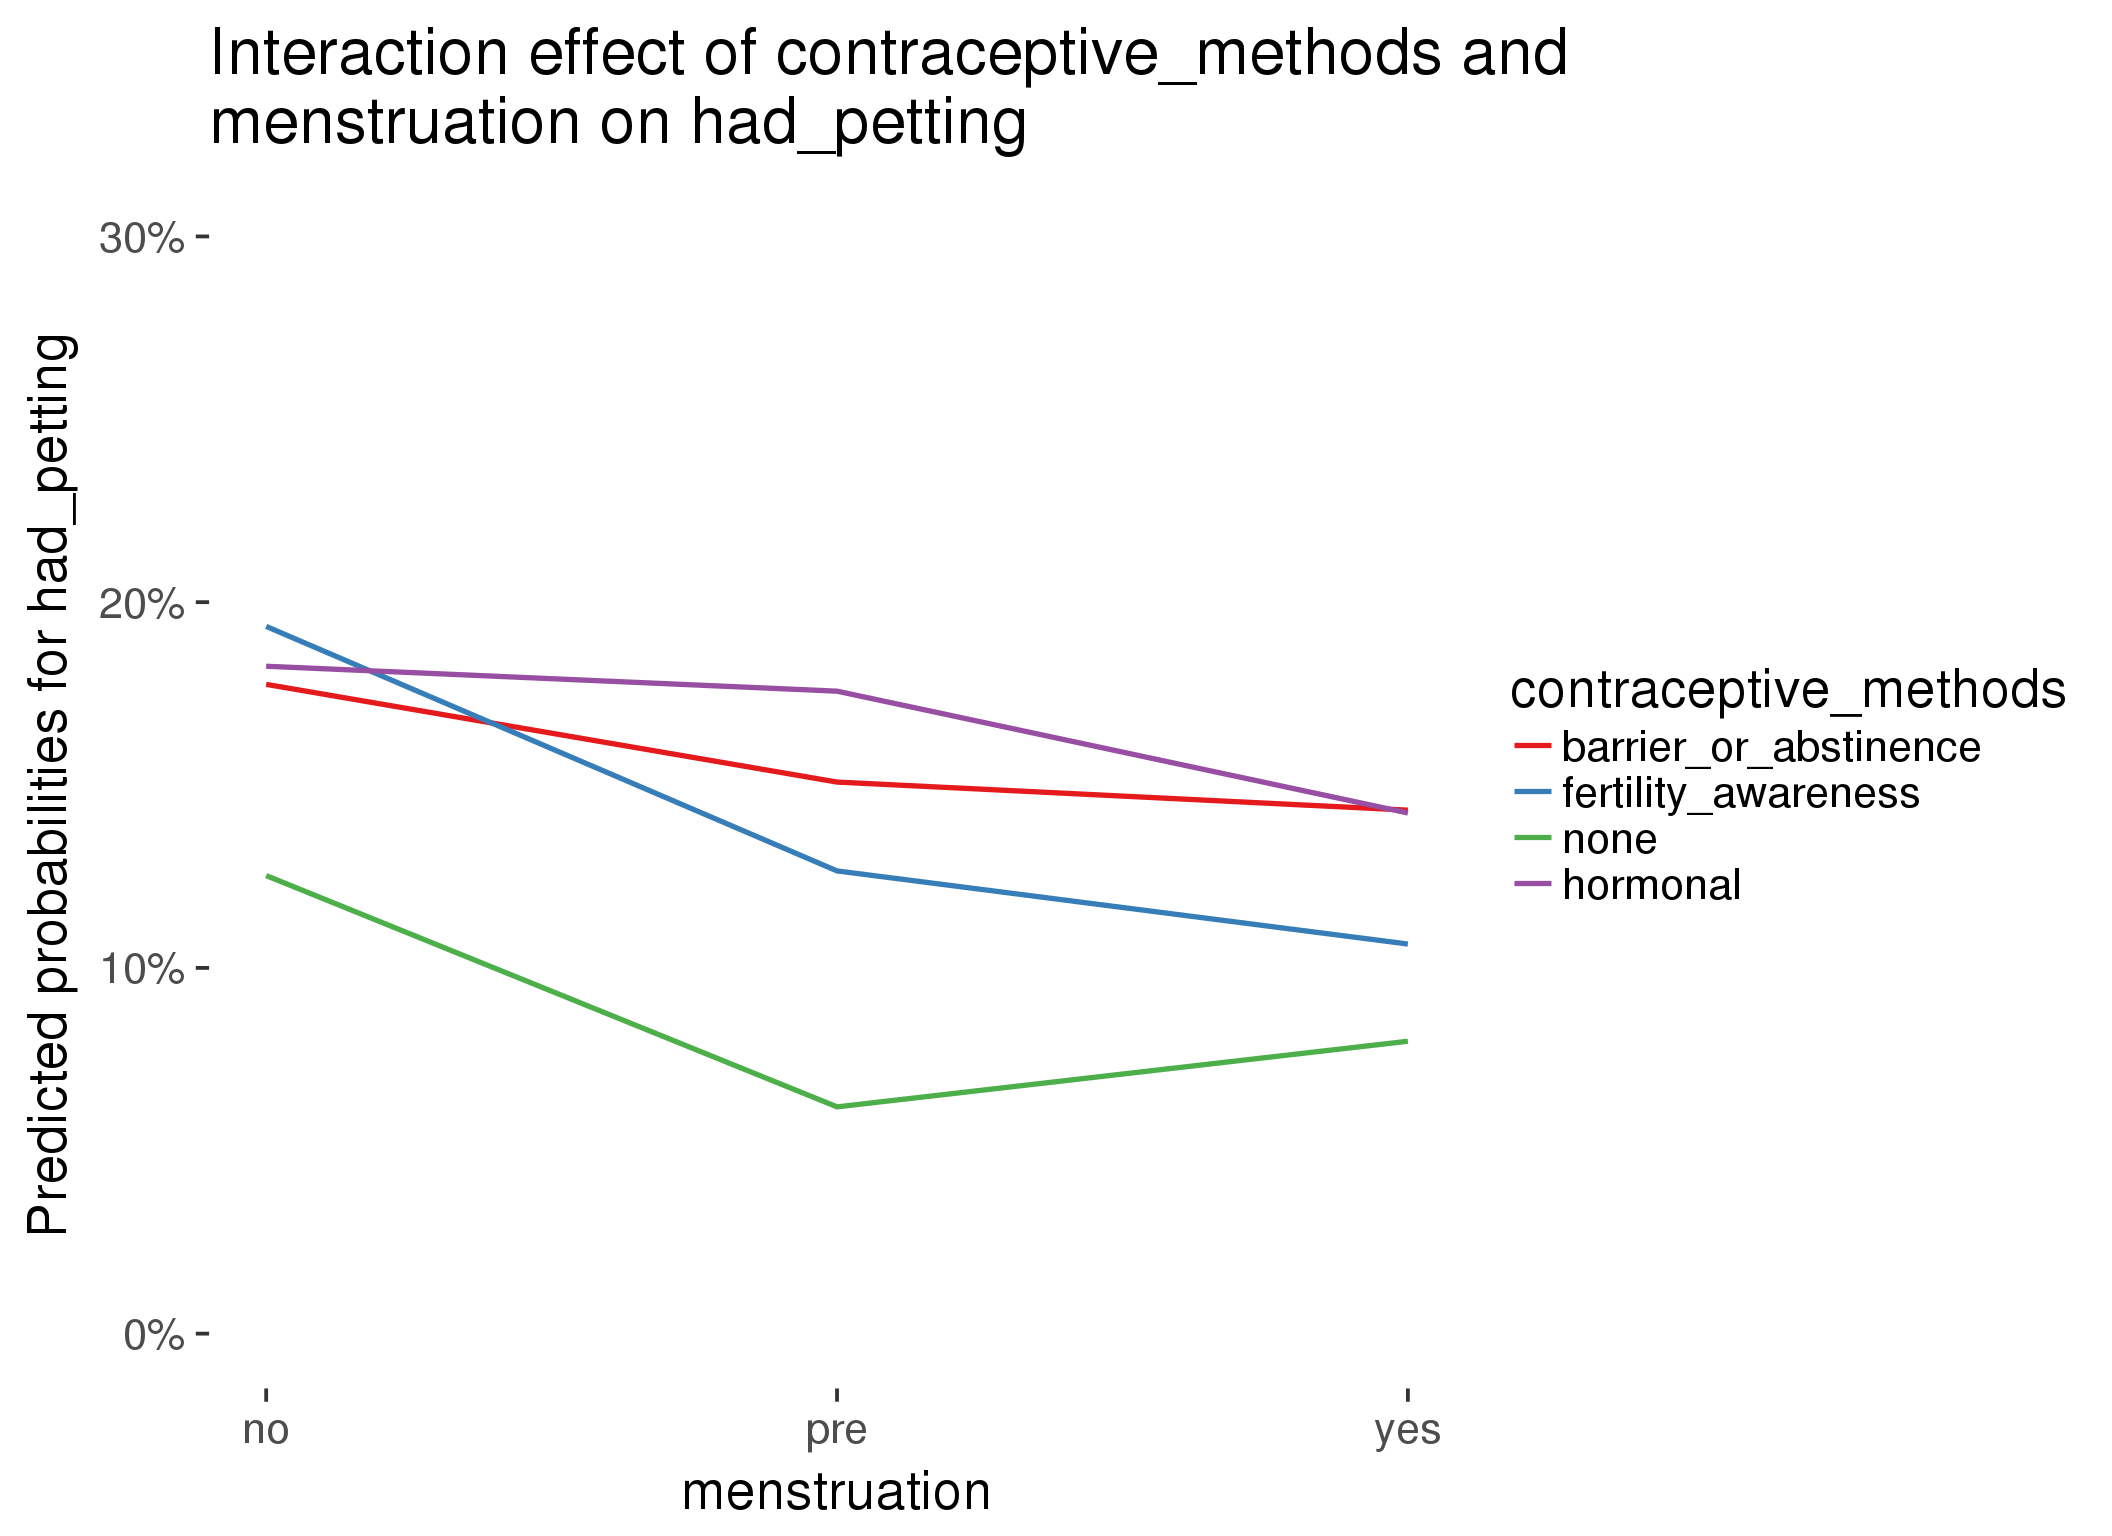 Interaction effect of contraceptive_methods and
menstruation on had_petting
Predicted probabilities for had_petting
30%
20%
10%
0%
no
pre
yes
menstruation
contraceptive_methods
barrier_or_abstinence
fertility_awareness
none
hormonal